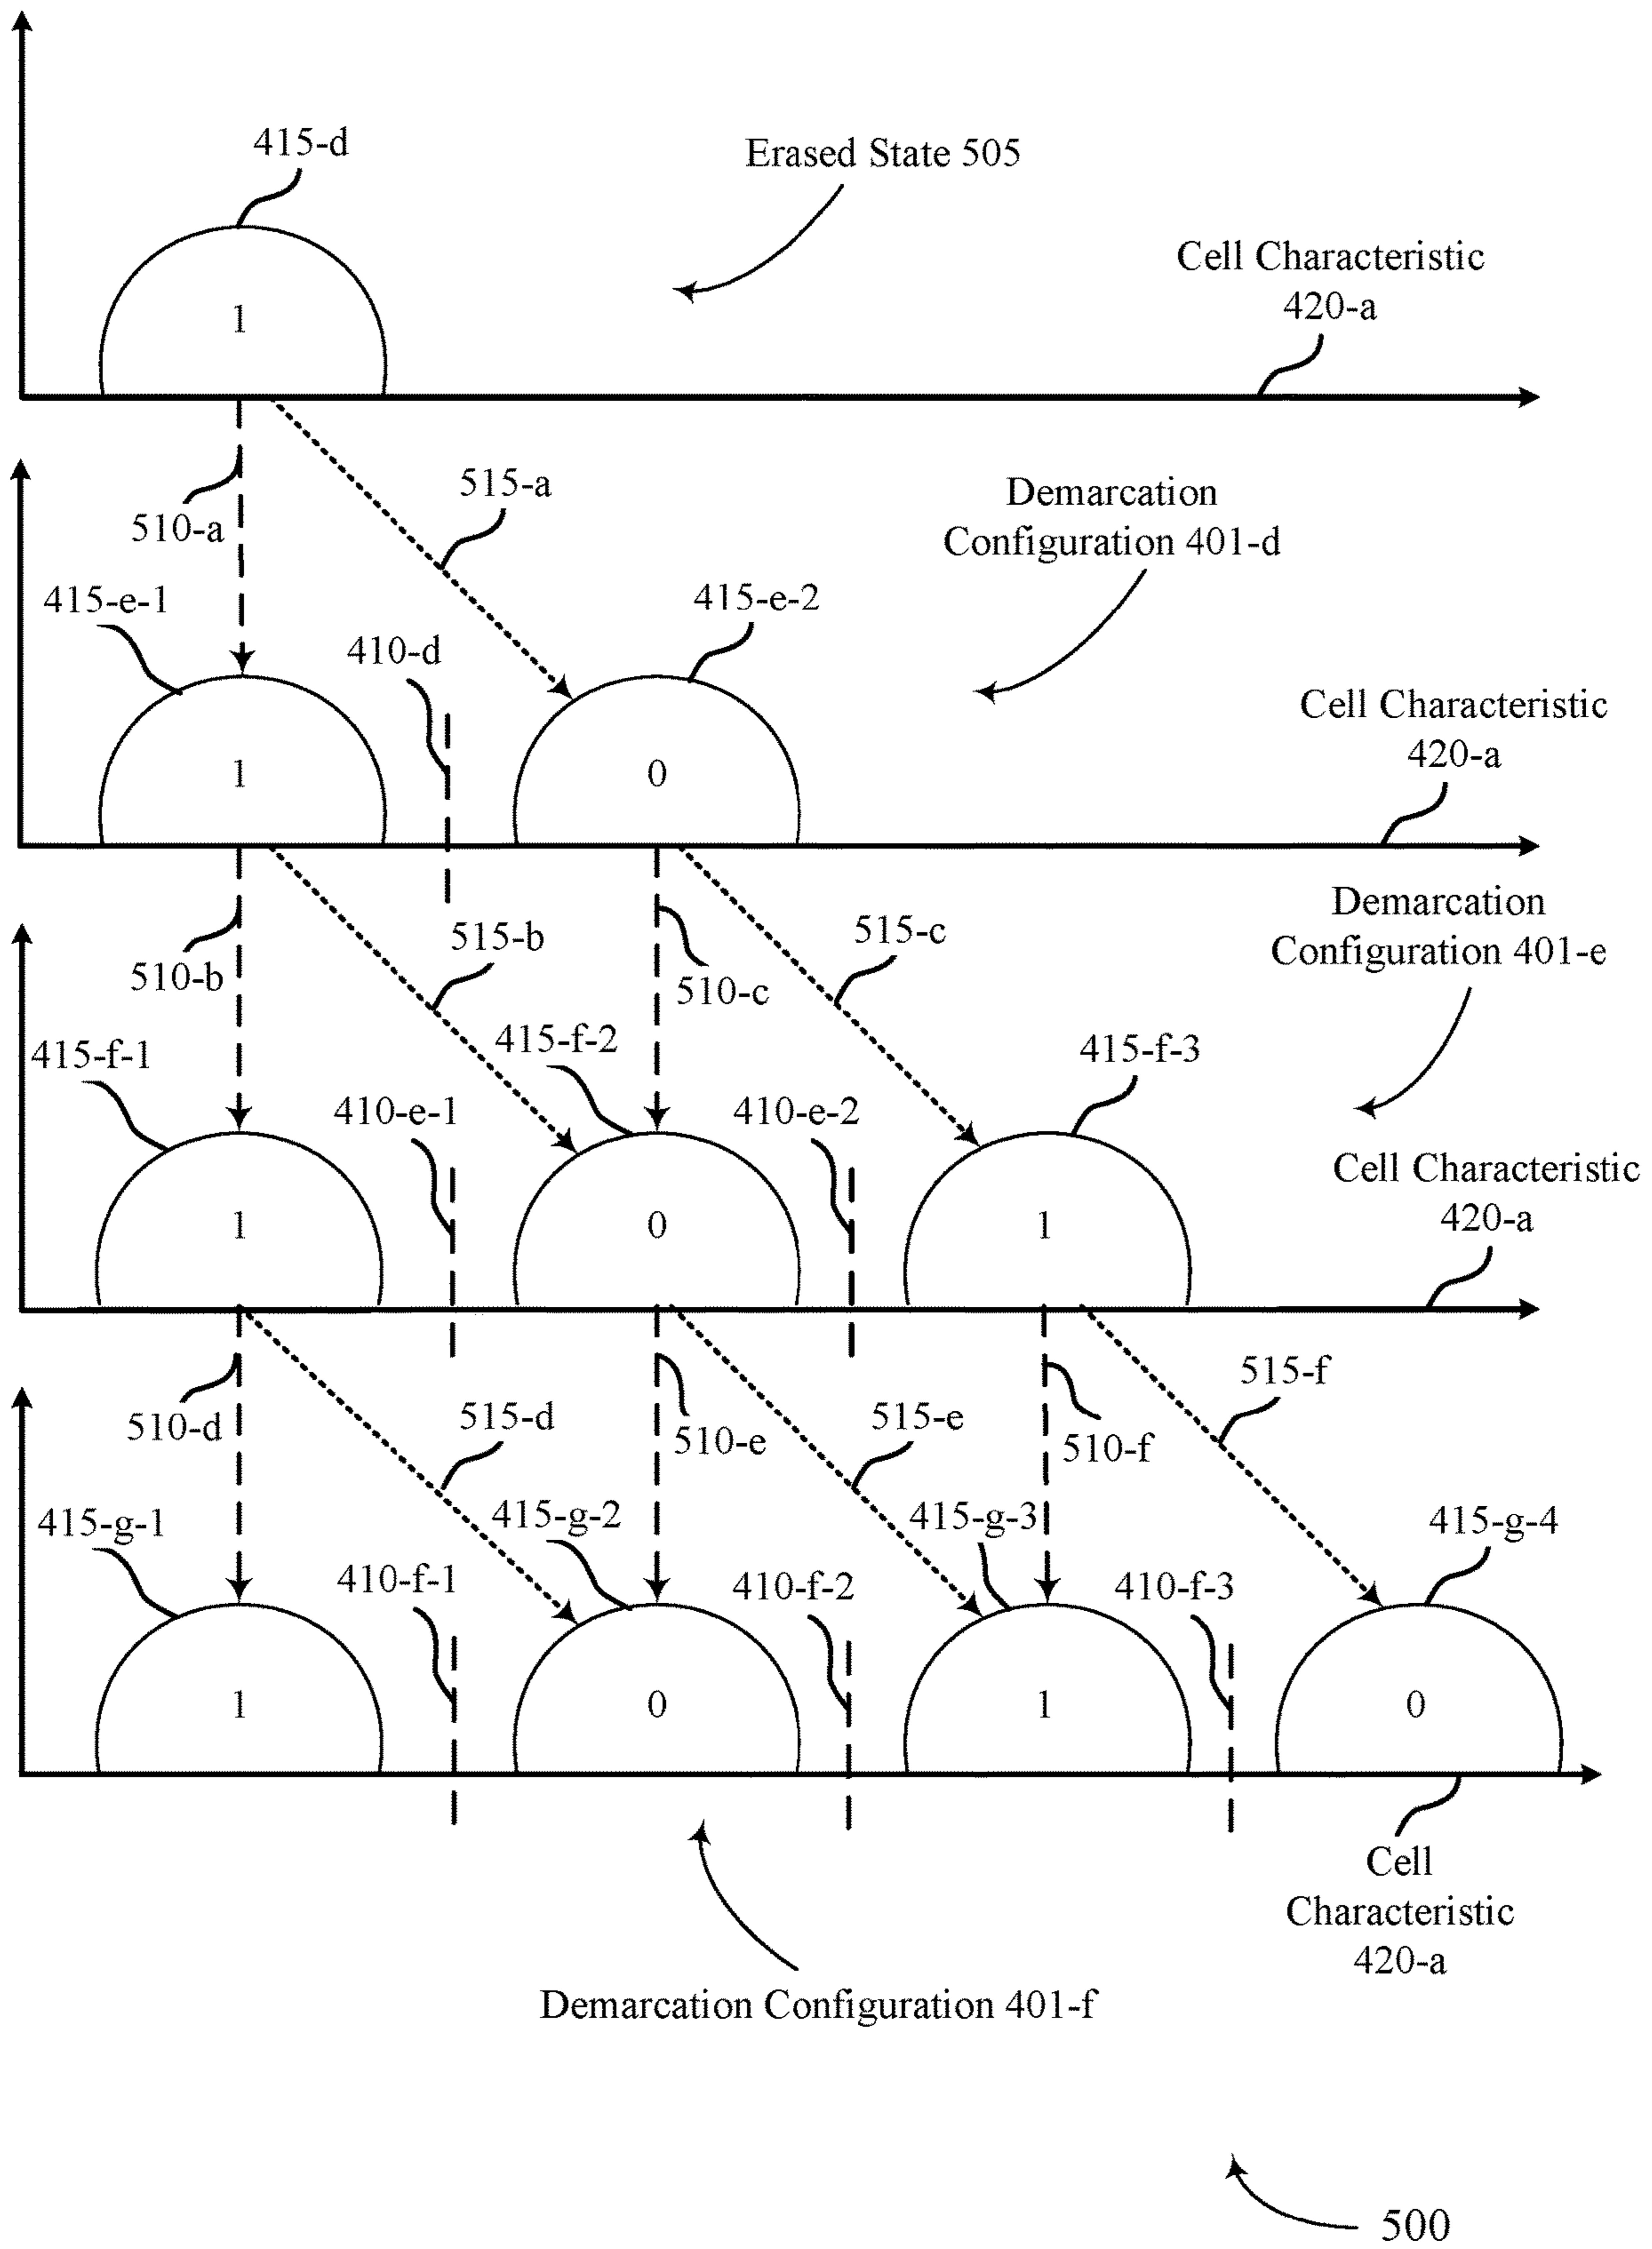 415-d
Erased State 505
Cell Characteristic
420-a
1
510-a
515-a
Demarcation
Configuration 401-d
415-e-1
410-d
415-e-2
Cell Characteristic
420-a
1
0
Demarcation
Configuration 401-e
510-b
515-b
510-c
515-c
415-f-1
415-f-2
415-f-3
410-e-1
410-e-2
Cell Characteristic
420-a
1
0
1
510-d
515-d
510-e
515-e
510-f
515-f
415-g-1
415-g-2
415-g-3
415-g-4
410-f-1
410-f-2
410-f-3
1
0
1
0
Cell
Characteristic
420-a
Demarcation Configuration 401-f
500